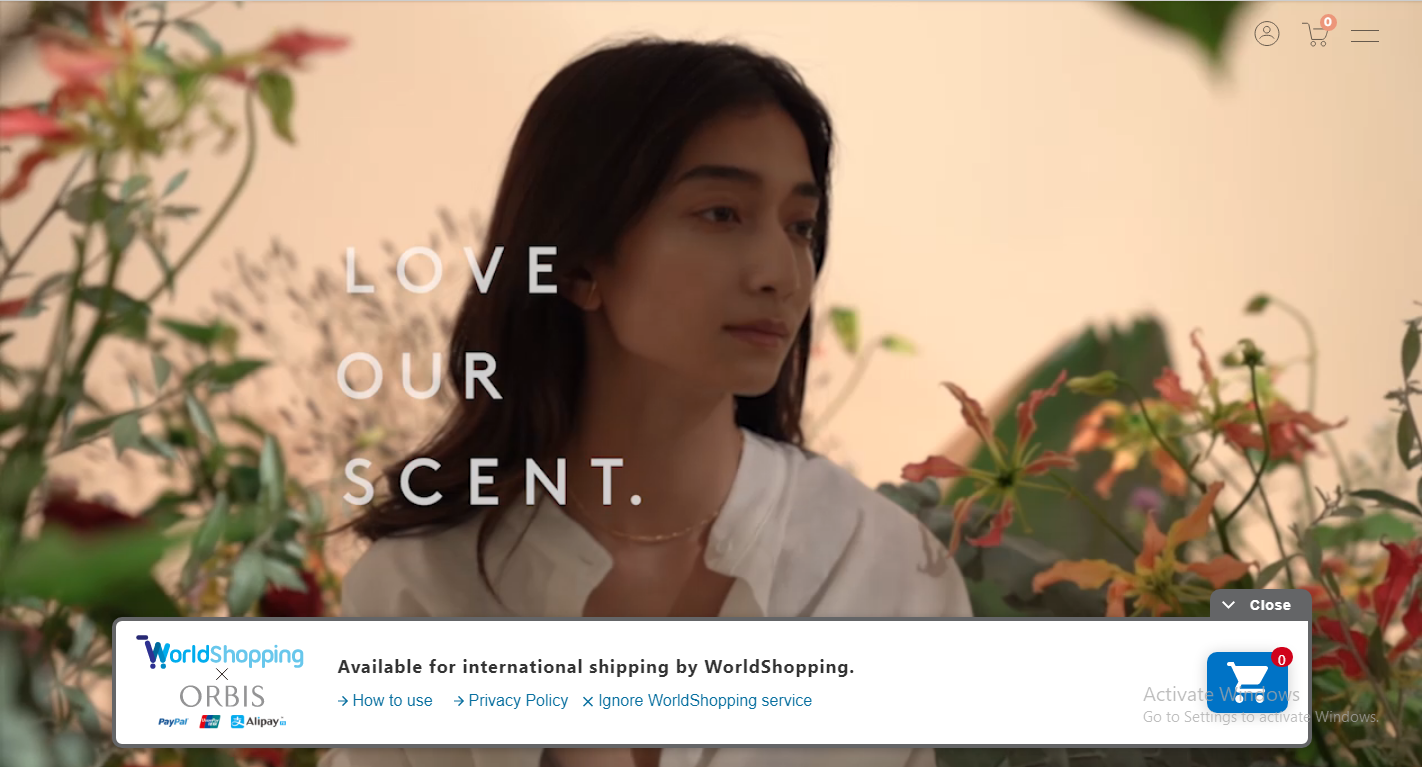 0
LOVE
OUR
SCENT.
Close
WorldShopping
ORBIS
PayPal
Alipay
Available for international shipping by WorldShopping.
How to use
Privacy Policy
Ignore WorldShopping service
0
Activate Windows
Go to Settings to activate Windows.